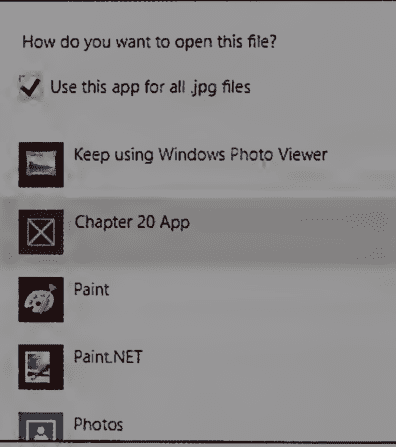 How do you want to open this file?
Use this app for all .jpg files
Keep using Windows Photo Viewer
Chapter 20 App
Paint
Paint.NET
Photos